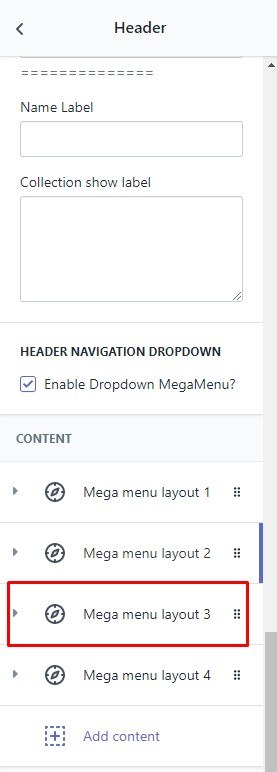 Header
==============
Name Label
Collection show label
HEADER NAVIGATION DROPDOWN
Enable Dropdown MegaMenu?
CONTENT
Mega menu layout 1
Mega menu layout 2
Mega menu layout 3
Mega menu layout 4
Add content